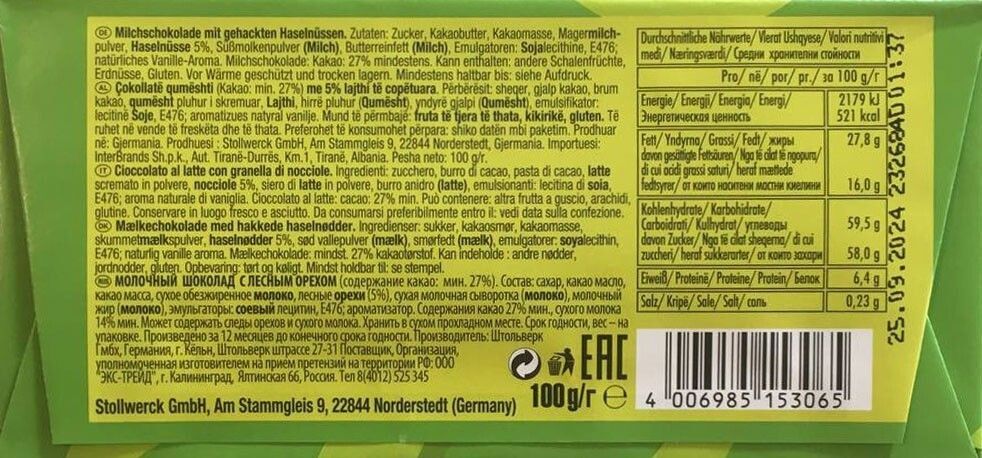 DE Milchschokolade mit gehackten Haselnüssen. Zutaten: Zucker, Kakaobutter, Kakaomasse, Magermilch-
pulver, Haselnüsse 5%, Süßmolkenpulver (Milch), Butterreinfett (Milch), Emulgatoren: Sojalecithine, E476;
natürliches Vanille-Aroma. Milchschokolade: Kakao: 27% mindestens. Kann enthalten: andere Schalenfrüchte,
Erdnüsse, Gluten. Vor Wärme geschützt und trocken lagern. Mindestens haltbar bis: siehe Aufdruck.
AL Çokollatë qumështi (Kakao: min. 27%) me 5% lajthi të copëtuara. Përbërësit: sheqer, gjalp kakao, brum
kakao, qumësht pluhur i skremuar, Lajthi, hirrë pluhur (Qumësht), yndyrë gjalpi (Qumësht), emulsifikator:
lecitinë Soje, E476; aromatizues natyral vanilje. Mund të përmbajë: fruta të tjera të thata, kikirikë, gluten. Të
ruhet në vende të freskëta dhe të thata. Preferohet të konsumohet përpara: shiko datën mbi paketim. Prodhuar
në: Gjermania. Prodhuesi : Stollwerck GmbH, Am Stammgleis 9, 22844 Norderstedt, Gjermania. Importuesi:
InterBrands Sh.p.k., Aut. Tiranë-Durrës, Km.1, Tiranë, Albania. Pesha neto: 100 g/r.
IT Cioccolato al latte con granella di nocciole. Ingredienti: zucchero, burro di cacao, pasta di cacao, latte
scremato in polvere, nocciole 5%, siero di latte in polvere, burro anidro (latte), emulsionanti: lecitina di soia,
E476; aroma naturale di vaniglia. Cioccolato al latte: cacao: 27% min. Può contenere: altra frutta a guscio, arachidi,
glutine. Conservare in luogo fresco e asciutto. Da consumarsi preferibilmente entro il: vedi data sulla confezione.
DK Mælkechokolade med hakkede haselnødder. Ingredienser: sukker, kakaosmør, kakaomasse,
skummetmælkspulver, haselnødder 5%, sød vallepulver (mælk), smørfedt (mælk), emulgatorer: soyalecithin,
E476; naturlig vanille aroma. Mælkechokolade: mindst. 27% kakaotørstof. Kan indeholde : andre nødder,
jordnødder, gluten. Opbevaring: tørt og køligt. Mindst holdbar til: se stempel.
RUS МОЛОЧНЫЙ ШОКОЛАД С ЛЕСНЫМ ОРЕХОМ (содержание какао: мин. 27%). Состав: сахар, какао масло,
какао масса, сухое обезжиренное молоко, лесные орехи (5%), сухая молочная сыворотка (молоко), молочный
жир (молоко), эмульгаторы: соевый лецитин, E476; ароматизатор. Содержания какао 27% мин., сухого молока
14% мин. Может содержать следы орехов и сухого молока. Хранить в сухом прохладном месте. Срок годности, вес – на
упаковке. Произведено за 12 месяцев до конечного срока годности. Производитель: Штольверк
Гмбх, Германия, г. Кельн, Штольверк штрассе 27-31 Поставщик, Организация,
уполномоченная изготовителем на прием претензий на территории РФ: ООО
"ЭКС-ТРЕЙД", г. Калининград, Ялтинская 66, Россия. Тел 8(4012) 525 345
Stollwerck GmbH, Am Stammgleis 9, 22844 Norderstedt (Germany)
100g/г e
EAC
Durchschnittliche Nährwerte/ Vlerat Ushqyese/ Valori nutritivi
medi/ Næringsværdi/ Средни хранителни стойности
Pro/ në/ por/ pr./ за 100 g/г
Energie/ Energji/ Energia/ Energi/ 2179 kJ
Энергетическая ценность 521 kcal
Fett/ Yndyrna/ Grassi/ Fedt/ жиры 27,8 g
davon gesättigte Fettsäuren/ Nga të cilat të ngopura/
di cui acidi grassi saturi/ heraf mættede
fedtsyrer/ от които наситени мастни киелини 16,0 g
Kohlenhydrate/ Karbohidrate/
Carboidrati/ Kulhydrat/ углеводы 59,5 g
davon Zucker/ Nga të cilat sheqerna/ di cui
zuccheri/ heraf sukkerarter/ от които захари 58,0 g
Eiweiß/ Proteinë/ Proteine/ Protein/ Белок 6,4 g
Salz/ Kripë/ Sale/ Salt/ соль 0,23 g
4 006985 153065
25.09.2024 2326840D01:37